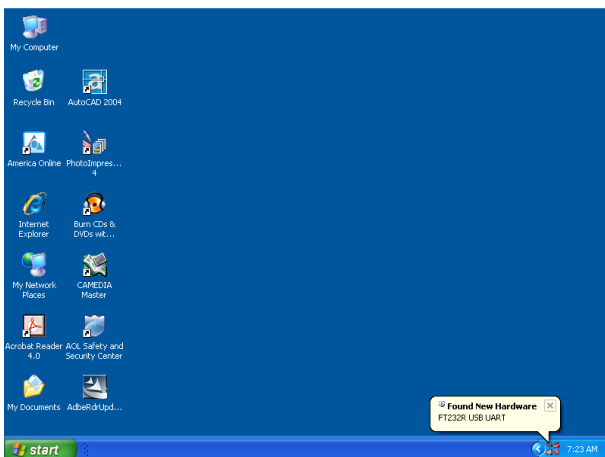 My Computer
Recycle Bin
AutoCAD 2004
America Online
PhotoImpres...
4
Internet
Explorer
Burn CDs &
DVDs wit...
My Network
Places
CAMEDIA
Master
Acrobat Reader
4.0
AOL Safety and
Security Center
My Documents
AdbeRdrUpd...
Found New Hardware
FT232R USB UART
start
7:23 AM